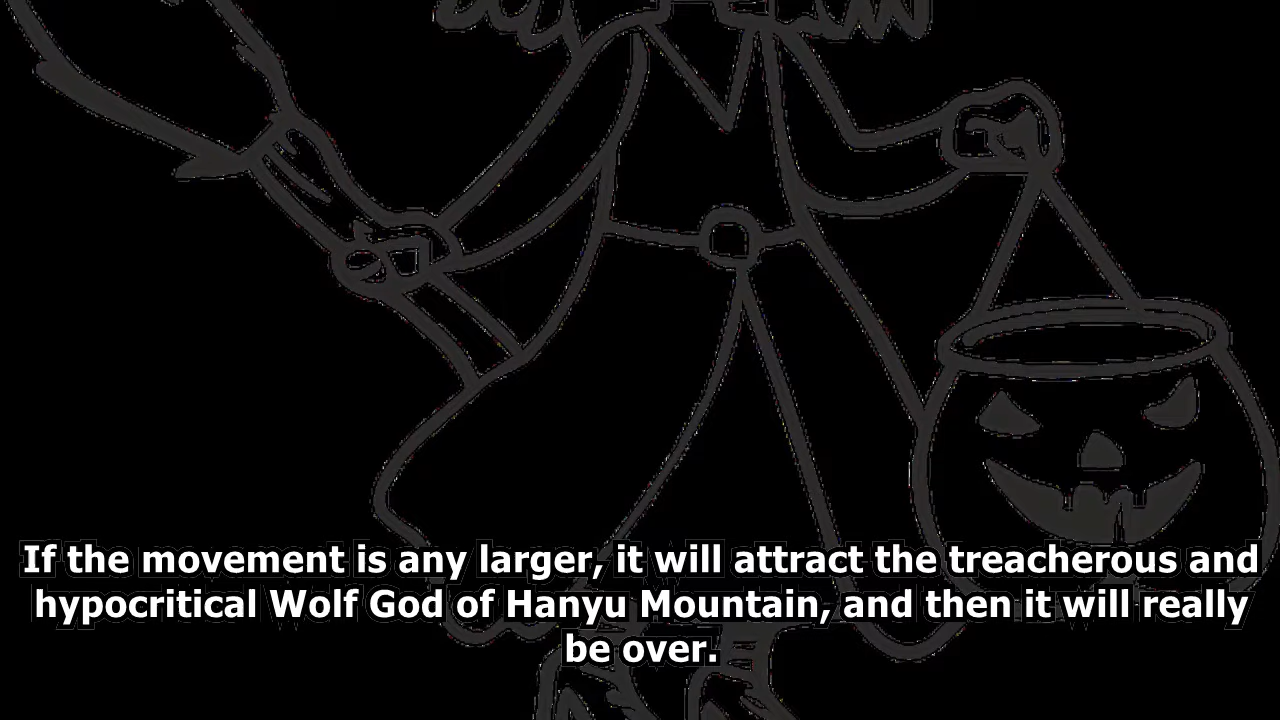 If the movement is any larger, it will attract the treacherous and
hypocritical Wolf God of Hanyu Mountain, and then it will really
be over.